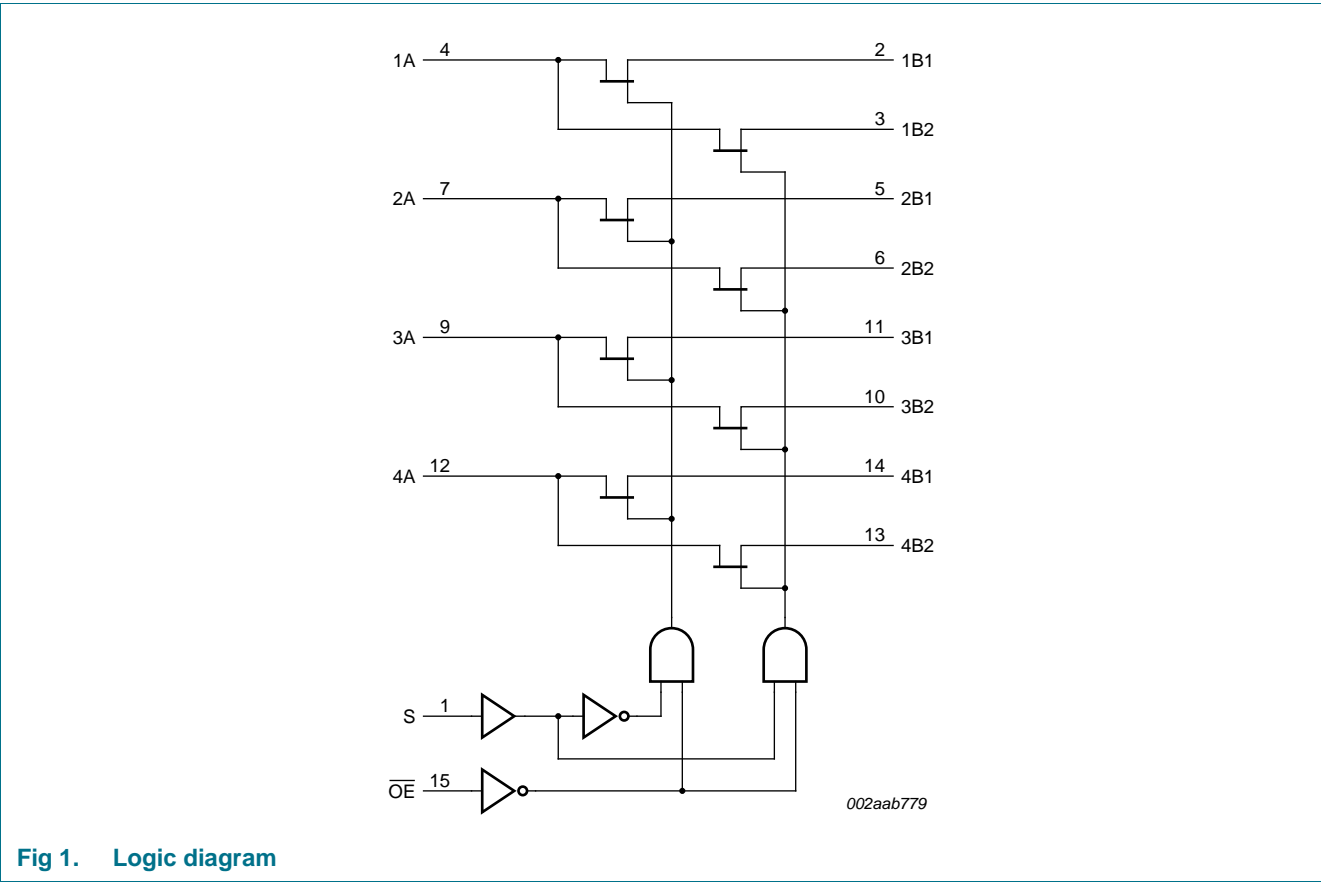 1A 4 2 1B1
3 1B2
2A 7 5 2B1
6 2B2
3A 9 11 3B1
10 3B2
4A 12 14 4B1
13 4B2
S 1
O̅E̅ 15
002aab779
Fig 1. Logic diagram